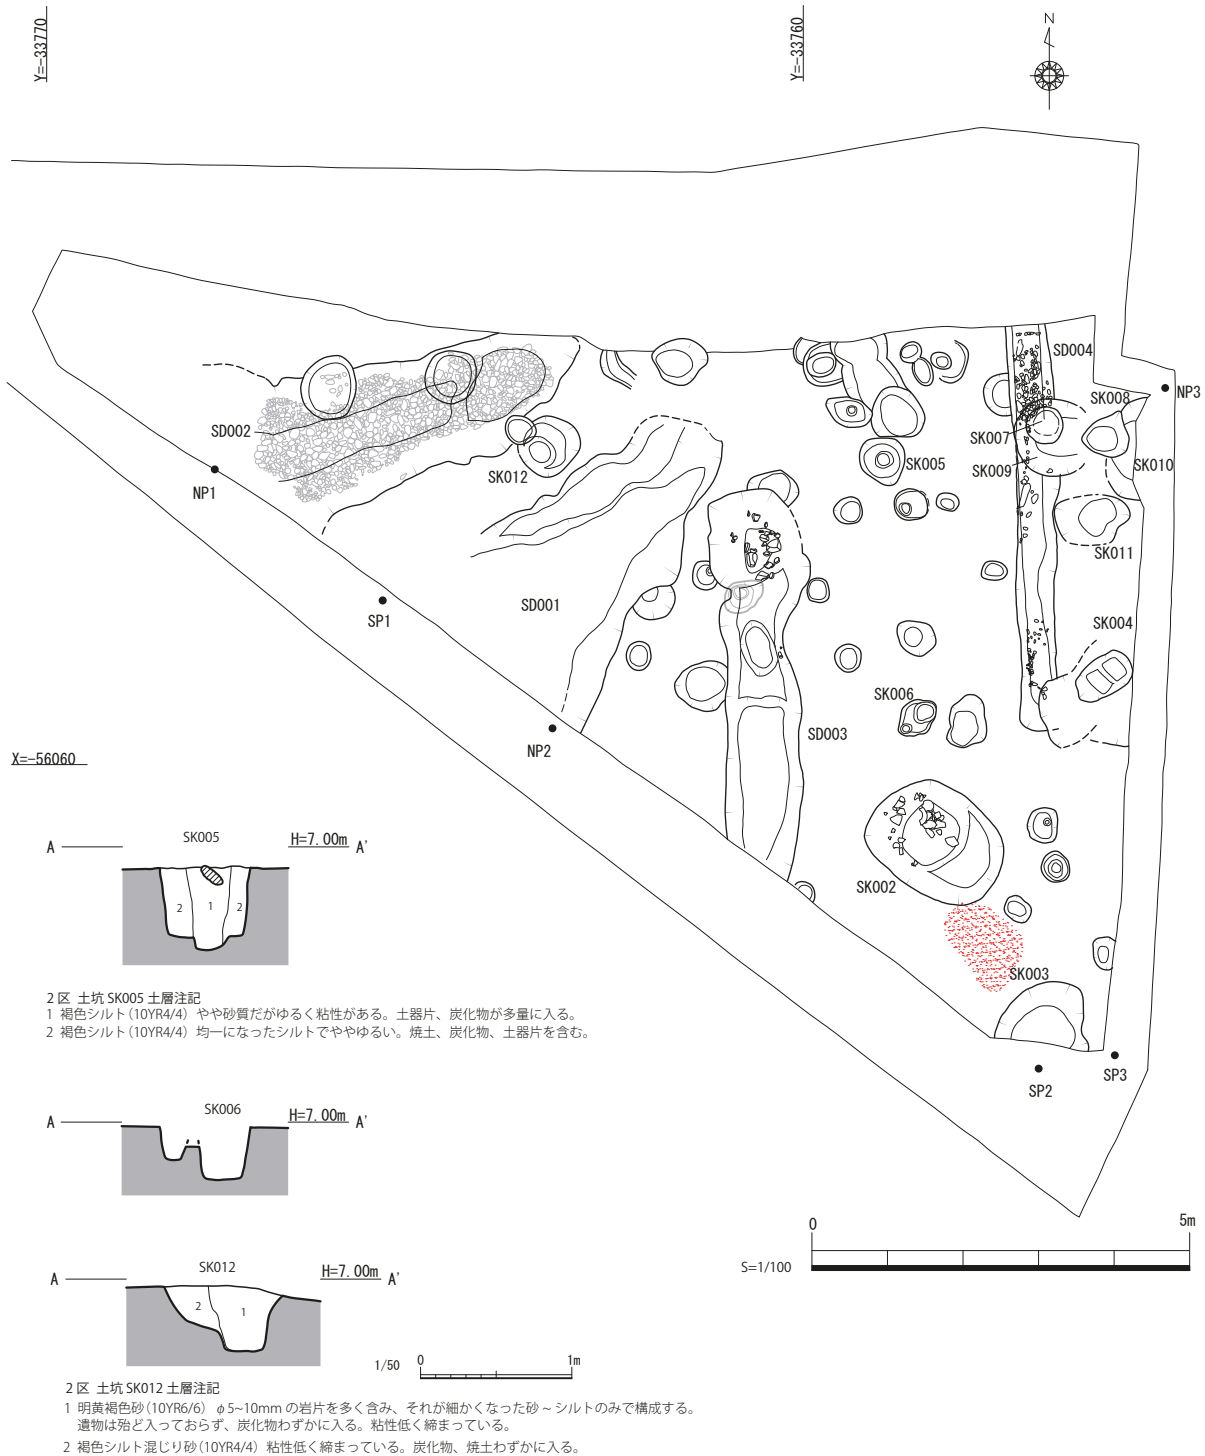 Y=-33770
Y=-33760
N
SD004
NP3
SK008
SD002
SK007
SK005
SK012
SK009
SK010
NP1
SK011
SP1
SD001
SK004
SK006
NP2
SD003
X=-56060
SK005
A
H=7.00m
A'
2
1
2
SK002
SK003
2区 土坑 SK005 土層注記
1 褐色シルト(10YR4/4) やや砂質だがゆるく粘性がある。土器片、炭化物が多量に入る。
2 褐色シルト(10YR4/4) 均一になったシルトでややゆるい。焼土、炭化物、土器片を含む。
SP2
SP3
SK006
A
H=7.00m
A'
0
5m
S=1/100
SK012
A
H=7.00m
A'
2
1
1/50
0
1m
2区 土坑 SK012 土層注記
1 明黄褐色砂(10YR6/6) φ5~10mm の岩片を多く含み、それが細かくなった砂～シルトのみで構成する。
遺物は殆ど入っておらず、炭化物わずかに入る。粘性低く締まっている。
2 褐色シルト混じり砂(10YR4/4) 粘性低く締まっている。炭化物、焼土わずかに入る。